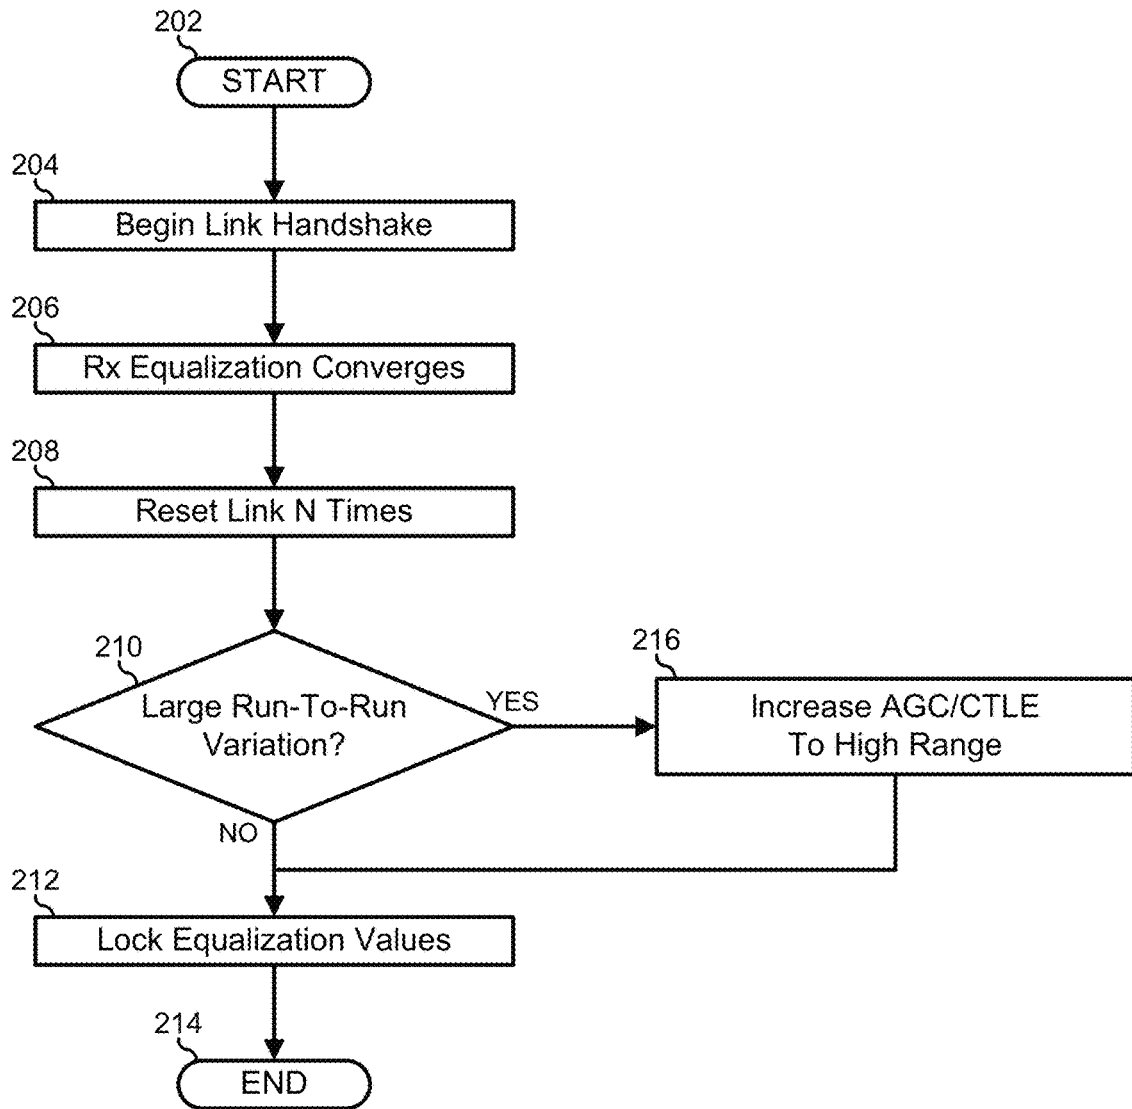 202
START
204
Begin Link Handshake
206
Rx Equalization Converges
208
Reset Link N Times
210
Large Run-To-Run
Variation?
YES
216
Increase AGC/CTLE
To High Range
NO
212
Lock Equalization Values
214
END